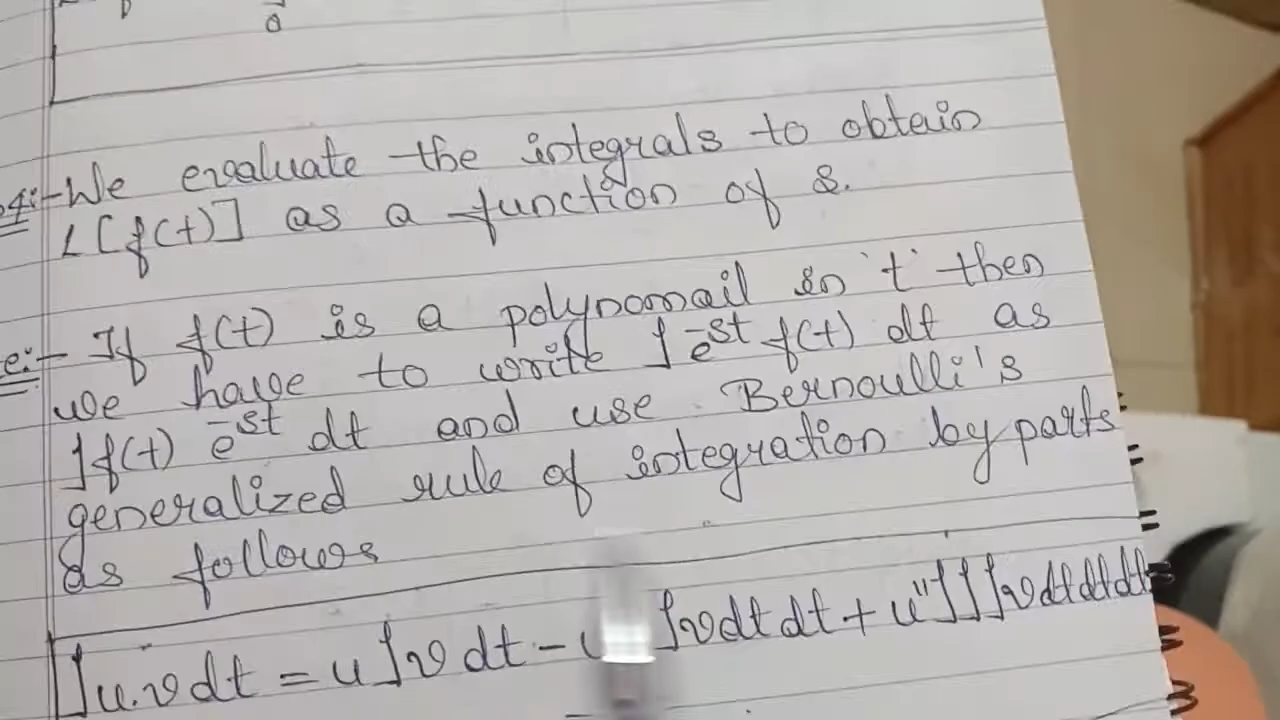 0
:- We evaluate the integrals to obtain
L[f(t)] as a function of s.
e:- If f(t) is a polynomail in 't' then
we have to write ∫e^-st f(t) dt as
∫f(t) e^-st dt and use Bernoulli's
generalized rule of integration by parts
as follows
∫u.v dt = u∫v dt - ∫v dt dt + u''∫∫∫v dt dt dt